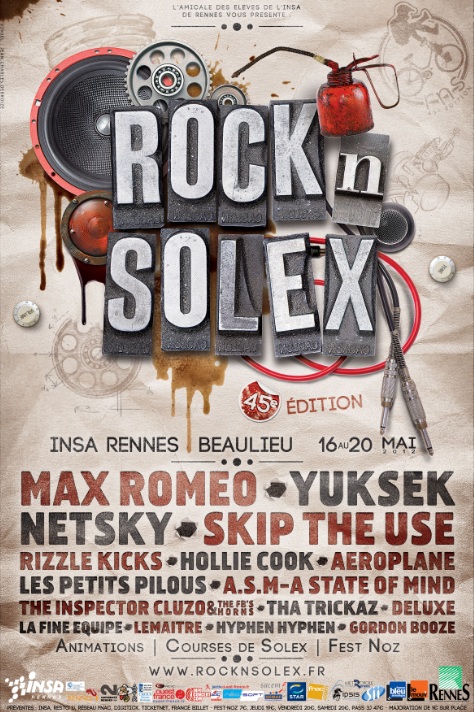 L'AMICALE DES ELEVES DE L'INSA
DE RENNES VOUS PRESENTE
ROCK n
SOLEX
45e ÉDITION
INSA RENNES BEAULIEU 16 AU 20 MAI
2012
MAX ROMEO • YUKSEK
NETSKY • SKIP THE USE
RIZZLE KICKS • HOLLIE COOK • AEROPLANE
LES PETITS PILOUS • A.S.M-A STATE OF MIND
THE INSPECTOR CLUZO & THE FB'S HORNS • THA TRICKAZ • DELUXE
LA FINE EQUIPE • LEMAITRE • HYPHEN HYPHEN • GORDON BOOZE
ANIMATIONS | COURSES DE SOLEX | FEST NOZ
WWW.ROCKNSOLEX.FR
INSA
RENNES